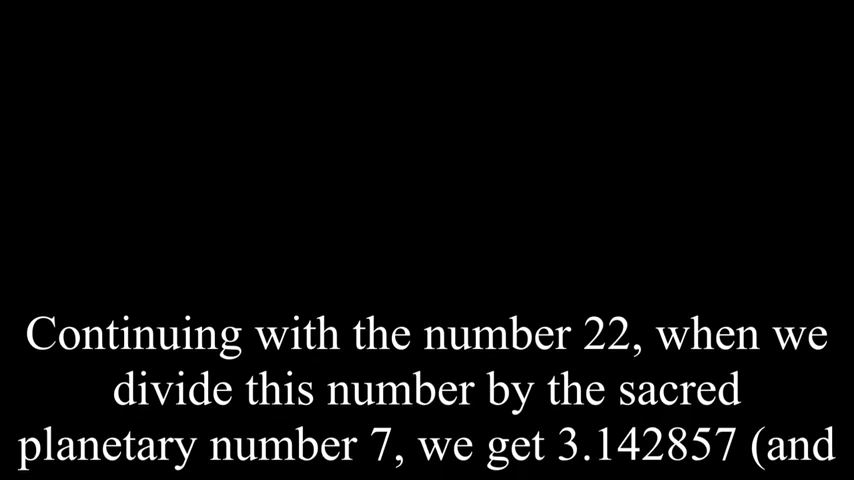 Continuing with the number 22, when we
divide this number by the sacred
planetary number 7, we get 3.142857 (and